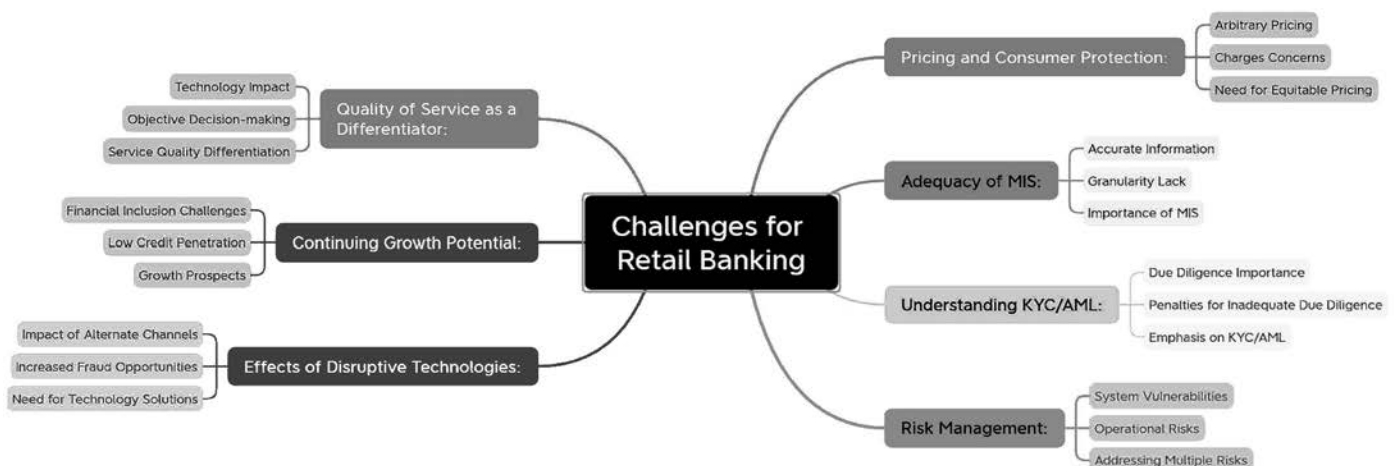 Challenges for
Retail Banking
Quality of Service as a
Differentiator:
Technology Impact
Objective Decision-making
Service Quality Differentiation
Continuing Growth Potential:
Financial Inclusion Challenges
Low Credit Penetration
Growth Prospects
Effects of Disruptive Technologies:
Impact of Alternate Channels
Increased Fraud Opportunities
Need for Technology Solutions
Pricing and Consumer Protection:
Arbitrary Pricing
Charges Concerns
Need for Equitable Pricing
Adequacy of MIS:
Accurate Information
Granularity Lack
Importance of MIS
Understanding KYC/AML:
Due Diligence Importance
Penalties for Inadequate Due Diligence
Emphasis on KYC/AML
Risk Management:
System Vulnerabilities
Operational Risks
Addressing Multiple Risks